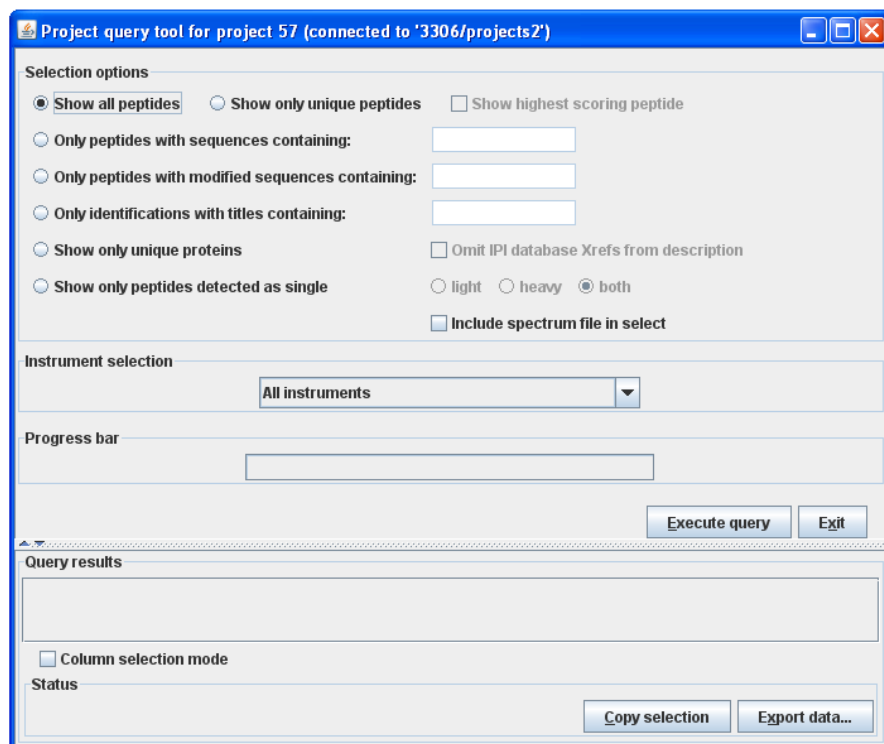 Project query tool for project 57 (connected to '3306/projects2')
Selection options
Show all peptides Show only unique peptides Show highest scoring peptide
Only peptides with sequences containing:
Only peptides with modified sequences containing:
Only identifications with titles containing:
Show only unique proteins Omit IPI database Xrefs from description
Show only peptides detected as single light heavy both
Include spectrum file in select
Instrument selection
All instruments
Progress bar
Execute query Exit
Query results
Column selection mode
Status
Copy selection Export data...